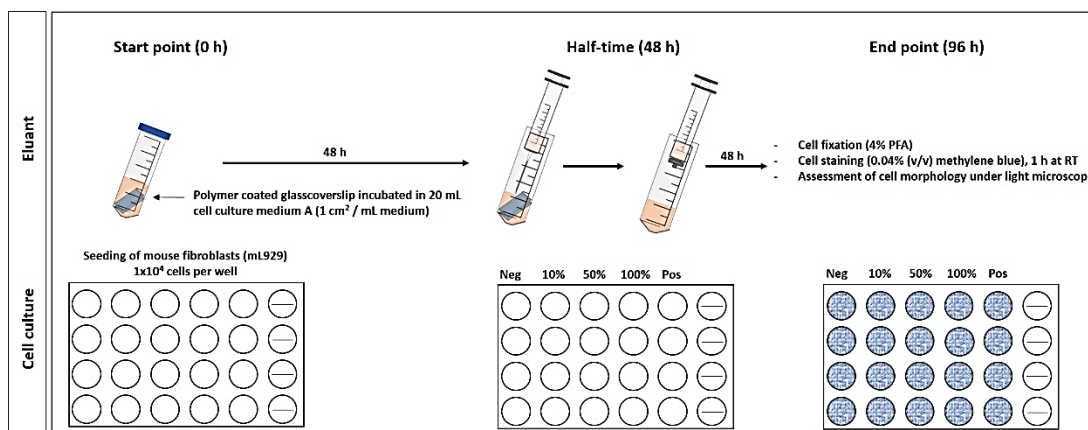 Start point (0 h)
Half-time (48 h)
End point (96 h)
Eluant
48 h
Polymer coated glasscoverslip incubated in 20 mL
cell culture medium A (1 cm² / mL medium)
48 h
- Cell fixation (4% PFA)
- Cell staining (0.04% (v/v) methylene blue), 1 h at RT
- Assessment of cell morphology under light microscop
Cell culture
Seeding of mouse fibroblasts (mL929)
1x10⁴ cells per well
Neg 10% 50% 100% Pos
Neg 10% 50% 100% Pos